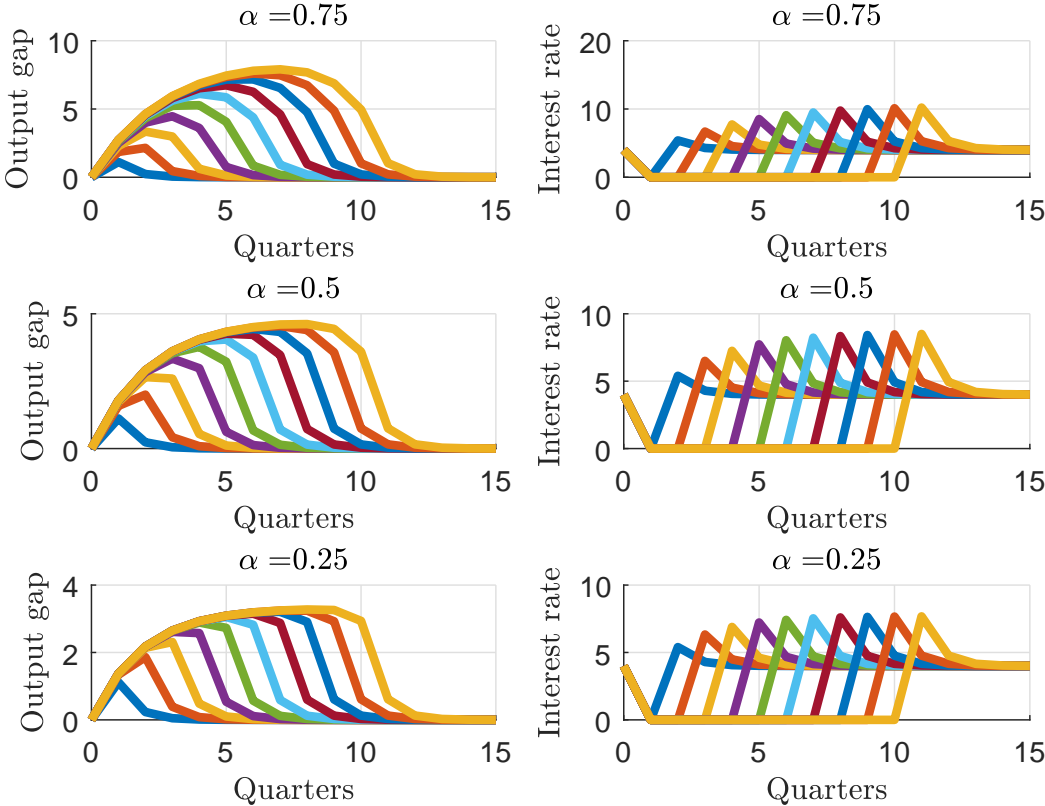 α =0.75
Output gap
10
5
0
0 5 10 15
Quarters
α =0.75
Interest rate
20
10
0
0 5 10 15
Quarters
α =0.5
Output gap
5
0
0 5 10 15
Quarters
α =0.5
Interest rate
10
5
0
0 5 10 15
Quarters
α =0.25
Output gap
4
2
0
0 5 10 15
Quarters
α =0.25
Interest rate
10
5
0
0 5 10 15
Quarters